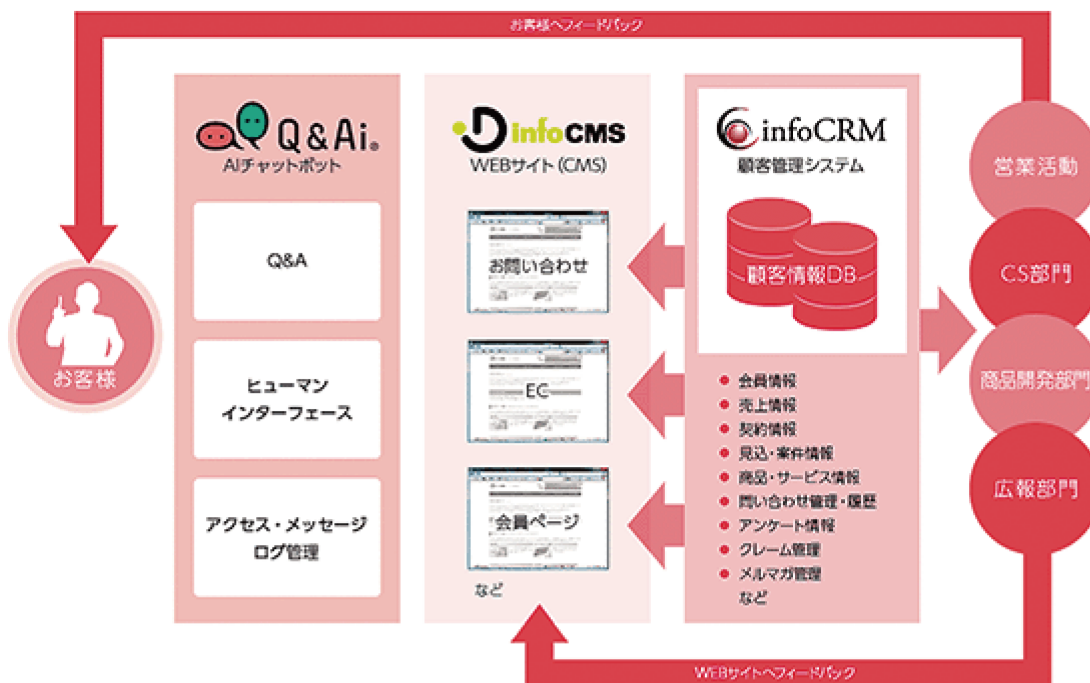 お客様へフィードバック
Q&Ai®
AIチャットボット
Q&A
ヒューマン
インターフェース
アクセス・メッセージ
ログ管理
infoCMS
WEBサイト(CMS)
お問い合わせ
EC
会員ページ
など
infoCRM
顧客管理システム
顧客情報DB
会員情報
売上情報
契約情報
見込・案件情報
商品・サービス情報
問い合わせ管理・履歴
アンケート情報
クレーム管理
メルマガ管理
など
営業活動
CS部門
商品開発部門
広報部門
お客様
WEBサイトへフィードバック